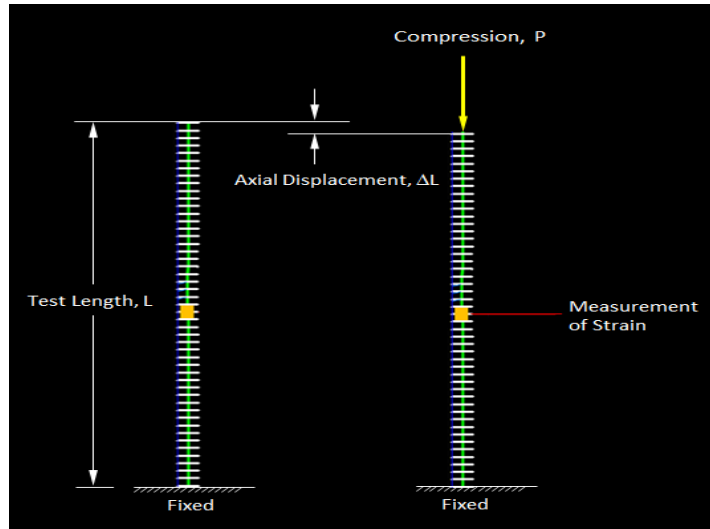 Compression, P
Axial Displacement, ΔL
Test Length, L
Measurement
of Strain
Fixed
Fixed